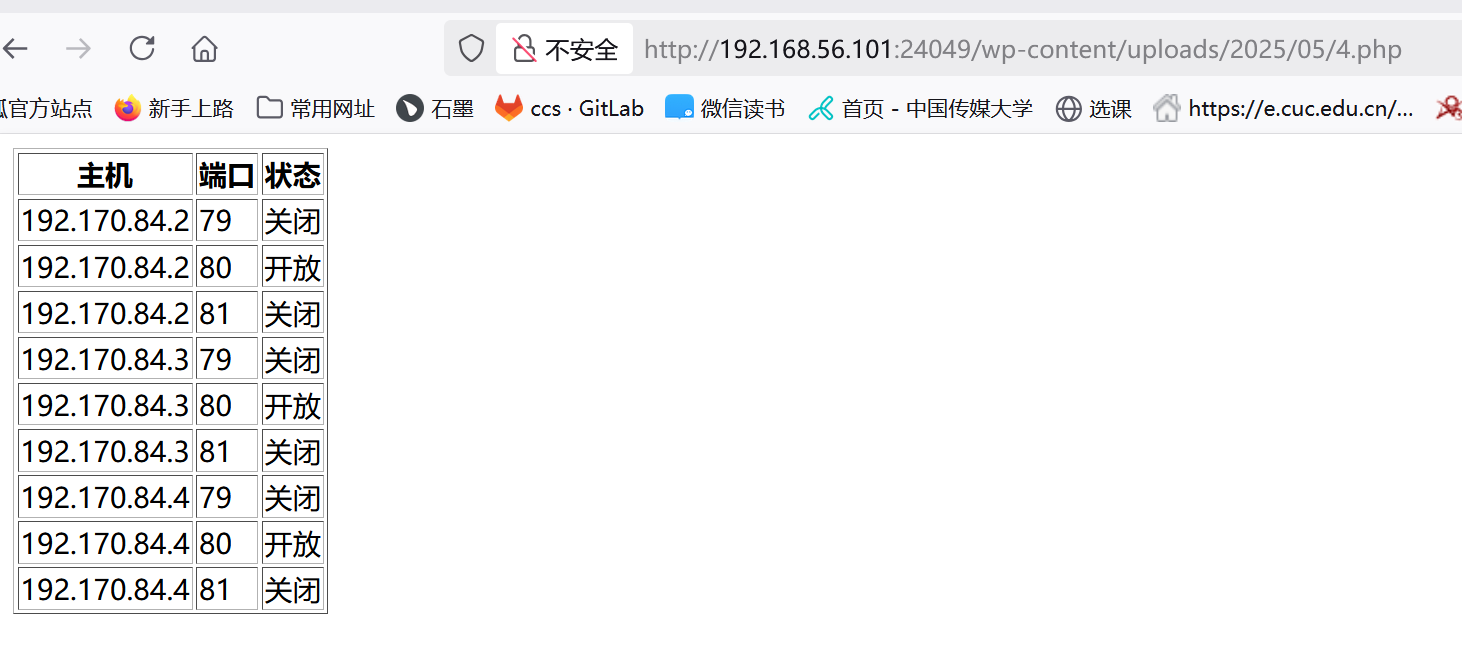 不安全 http://192.168.56.101:24049/wp-content/uploads/2025/05/4.php
官方站点 新手上路 常用网址 石墨 ccs · GitLab 微信读书 首页 - 中国传媒大学 选课 https://e.cuc.edu.cn/...
主机 端口 状态
192.170.84.2 79 关闭
192.170.84.2 80 开放
192.170.84.2 81 关闭
192.170.84.3 79 关闭
192.170.84.3 80 开放
192.170.84.3 81 关闭
192.170.84.4 79 关闭
192.170.84.4 80 开放
192.170.84.4 81 关闭